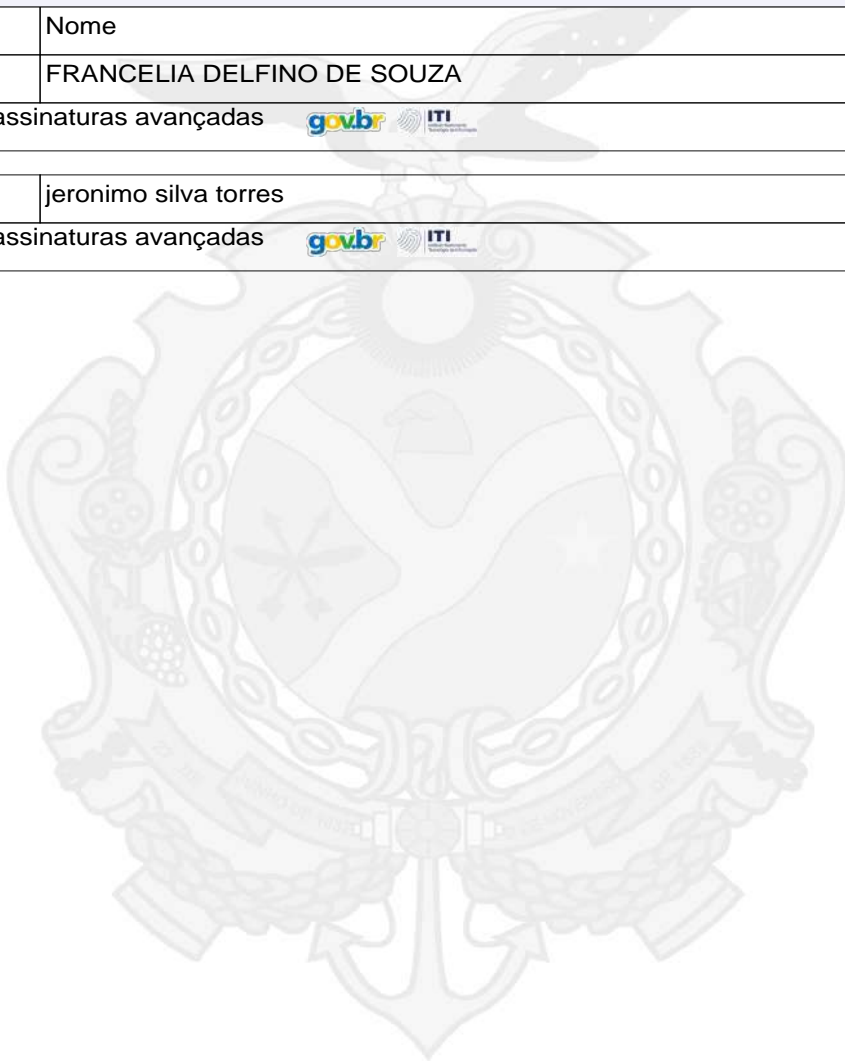 Nome
FRANCELIA DELFINO DE SOUZA
assinaturas avançadas gov.br ITI
jeronimo silva torres
assinaturas avançadas gov.br ITI